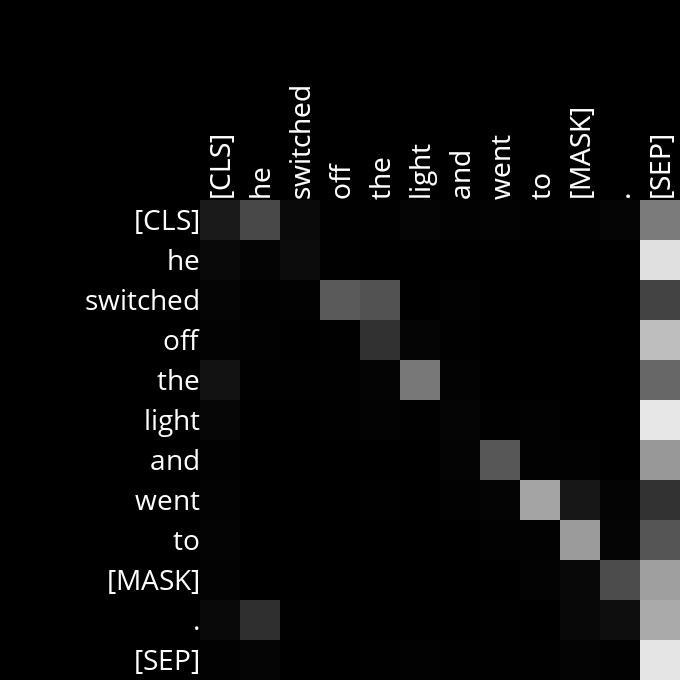 [CLS] he switched off the light and went to [MASK] . [SEP]
[CLS]
he
switched
off
the
light
and
went
to
[MASK]
.
[SEP]